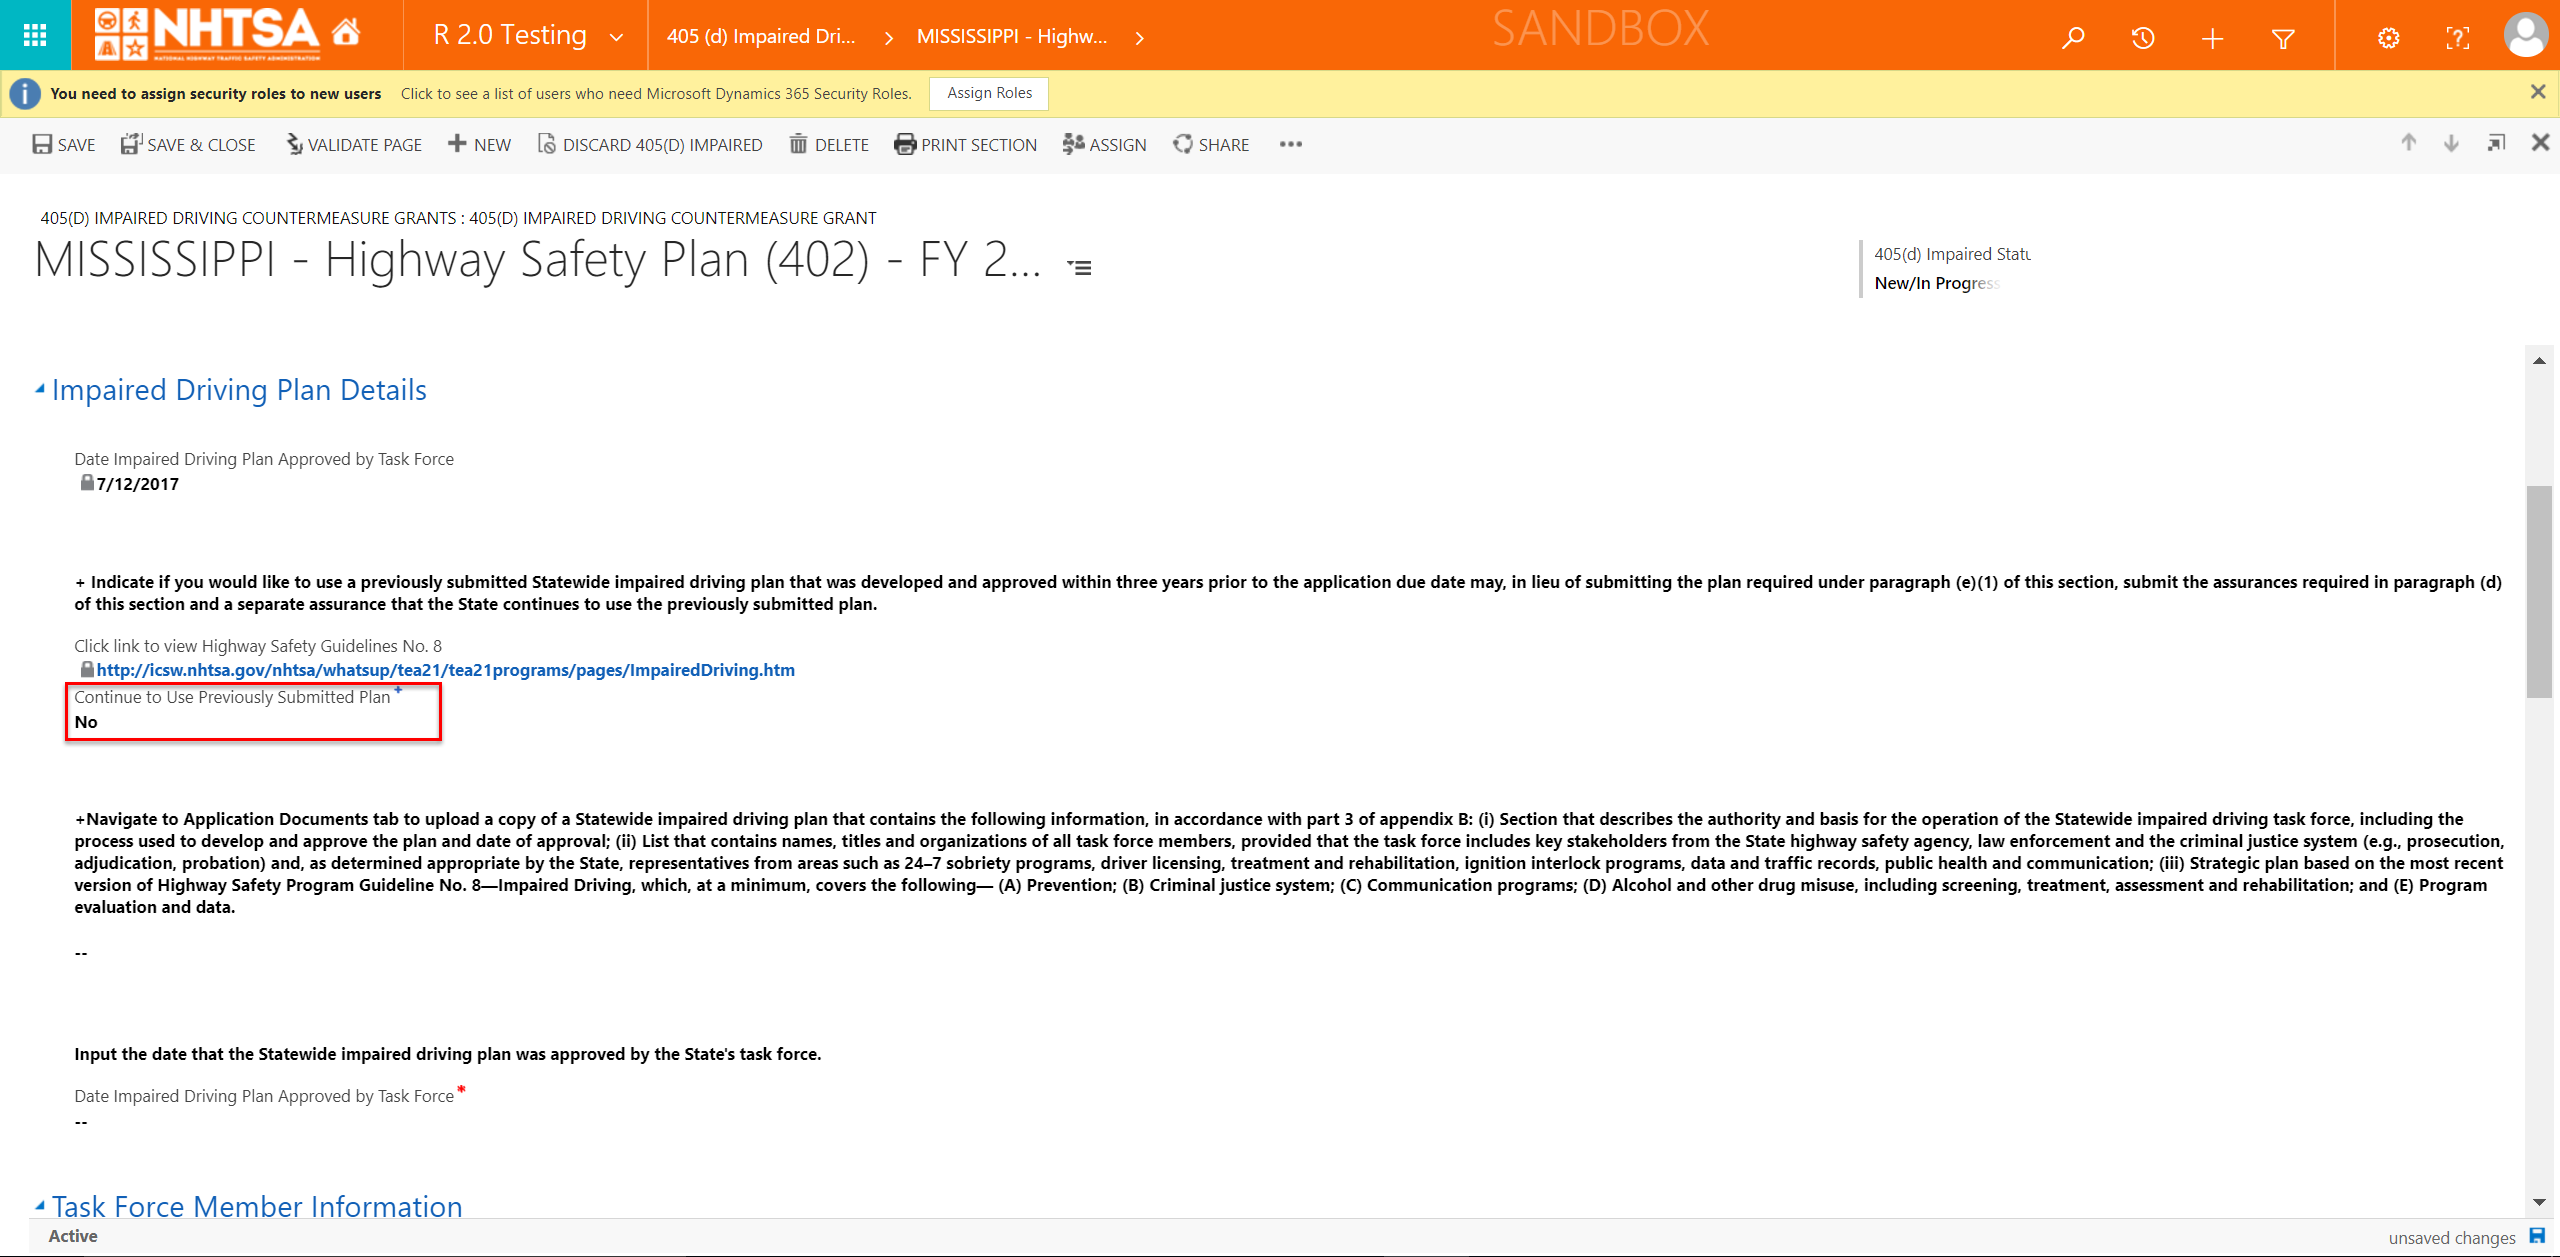 NHTSA
NATIONAL HIGHWAY TRAFFIC SAFETY ADMINISTRATION
R 2.0 Testing
405 (d) Impaired Dri...
MISSISSIPPI - Highw...
SANDBOX
You need to assign security roles to new users Click to see a list of users who need Microsoft Dynamics 365 Security Roles. Assign Roles
SAVE SAVE & CLOSE VALIDATE PAGE NEW DISCARD 405(D) IMPAIRED DELETE PRINT SECTION ASSIGN SHARE •••
405(D) IMPAIRED DRIVING COUNTERMEASURE GRANTS : 405(D) IMPAIRED DRIVING COUNTERMEASURE GRANT
MISSISSIPPI - Highway Safety Plan (402) - FY 2...
405(d) Impaired Statu
New/In Progress
Impaired Driving Plan Details
Date Impaired Driving Plan Approved by Task Force
7/12/2017
+ Indicate if you would like to use a previously submitted Statewide impaired driving plan that was developed and approved within three years prior to the application due date may, in lieu of submitting the plan required under paragraph (e)(1) of this section, submit the assurances required in paragraph (d)
of this section and a separate assurance that the State continues to use the previously submitted plan.
Click link to view Highway Safety Guidelines No. 8
http://icsw.nhtsa.gov/nhtsa/whatsup/tea21/tea21programs/pages/ImpairedDriving.htm
Continue to Use Previously Submitted Plan +
No
+Navigate to Application Documents tab to upload a copy of a Statewide impaired driving plan that contains the following information, in accordance with part 3 of appendix B: (i) Section that describes the authority and basis for the operation of the Statewide impaired driving task force, including the
process used to develop and approve the plan and date of approval; (ii) List that contains names, titles and organizations of all task force members, provided that the task force includes key stakeholders from the State highway safety agency, law enforcement and the criminal justice system (e.g., prosecution,
adjudication, probation) and, as determined appropriate by the State, representatives from areas such as 24–7 sobriety programs, driver licensing, treatment and rehabilitation, ignition interlock programs, data and traffic records, public health and communication; (iii) Strategic plan based on the most recent
version of Highway Safety Program Guideline No. 8—Impaired Driving, which, at a minimum, covers the following— (A) Prevention; (B) Criminal justice system; (C) Communication programs; (D) Alcohol and other drug misuse, including screening, treatment, assessment and rehabilitation; and (E) Program
evaluation and data.
--
Input the date that the Statewide impaired driving plan was approved by the State's task force.
Date Impaired Driving Plan Approved by Task Force *
--
Task Force Member Information
Active
unsaved changes